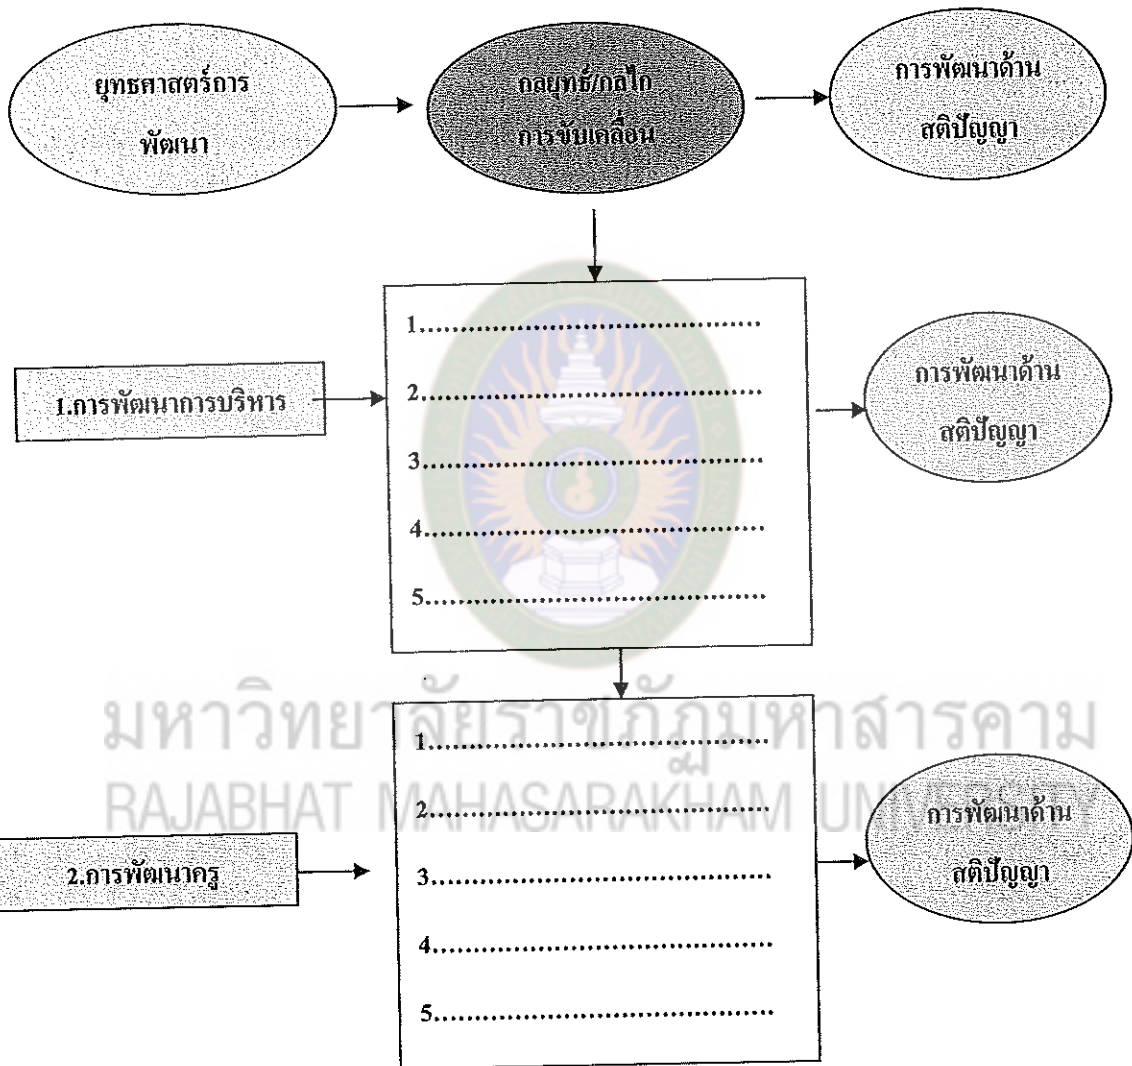 ยุทธศาสตร์การ
พัฒนา
กลยุทธ์/กลไก
การขับเคลื่อน
การพัฒนาด้าน
สติปัญญา
1.การพัฒนาการบริหาร
1..................................................
2..................................................
3..................................................
4..................................................
5..................................................
การพัฒนาด้าน
สติปัญญา
มหาวิทยาลัยราชภัฏมหาสารคาม
RAJABHAT MAHASARAKHAM UNIVERSITY
2.การพัฒนาครู
1..................................................
2..................................................
3..................................................
4..................................................
5..................................................
การพัฒนาด้าน
สติปัญญา